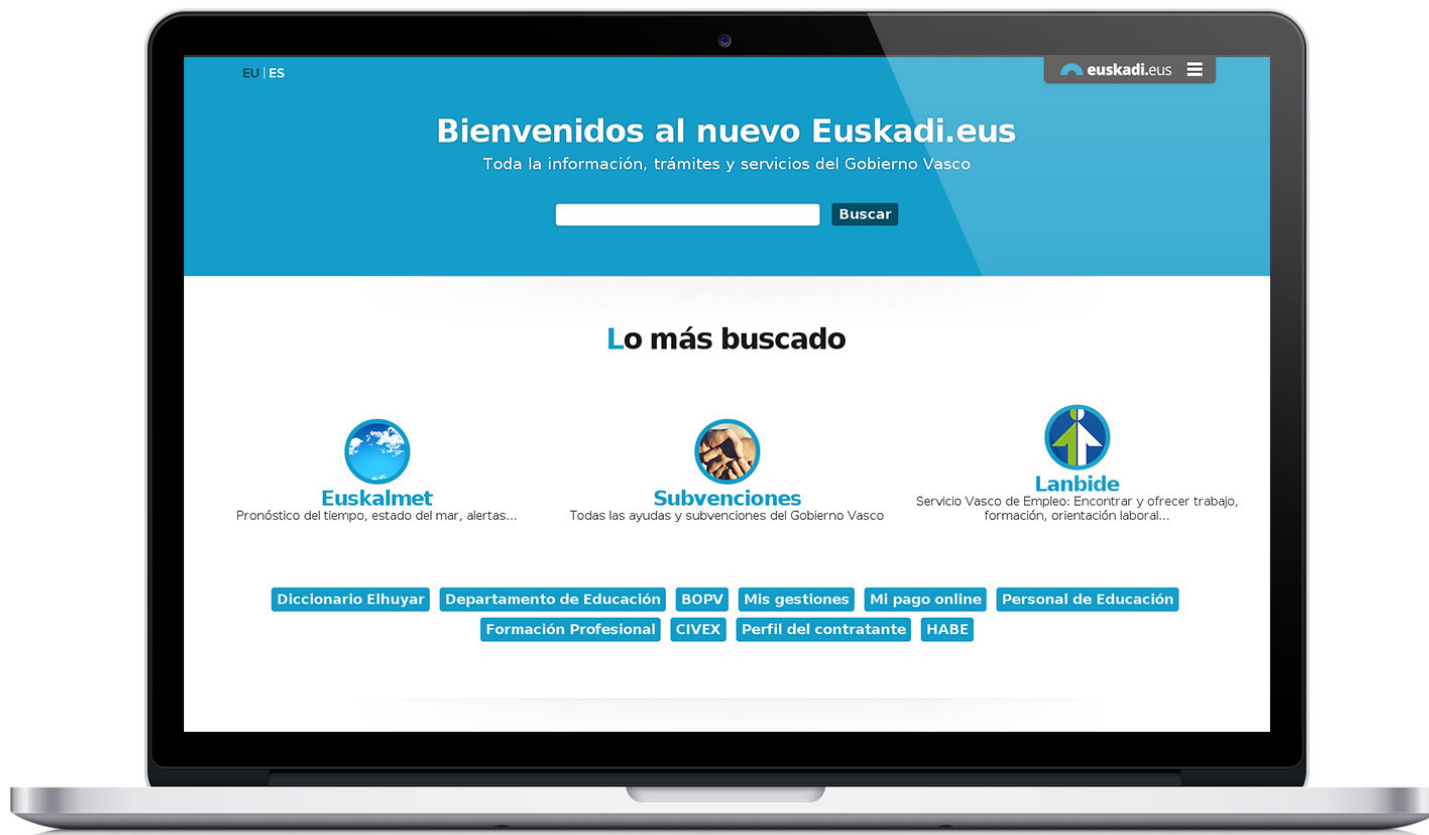 EU | ES
euskadi.eus
Bienvenidos al nuevo Euskadi.eus
Toda la información, trámites y servicios del Gobierno Vasco
Buscar
Lo más buscado
Euskalmet
Pronóstico del tiempo, estado del mar, alertas...
Subvenciones
Todas las ayudas y subvenciones del Gobierno Vasco
Lanbide
Servicio Vasco de Empleo: Encontrar y ofrecer trabajo,
formación, orientación laboral...
Diccionario Elhuyar Departamento de Educación BOPV Mis gestiones Mi pago online Personal de Educación
Formación Profesional CIVEX Perfil del contratante HABE